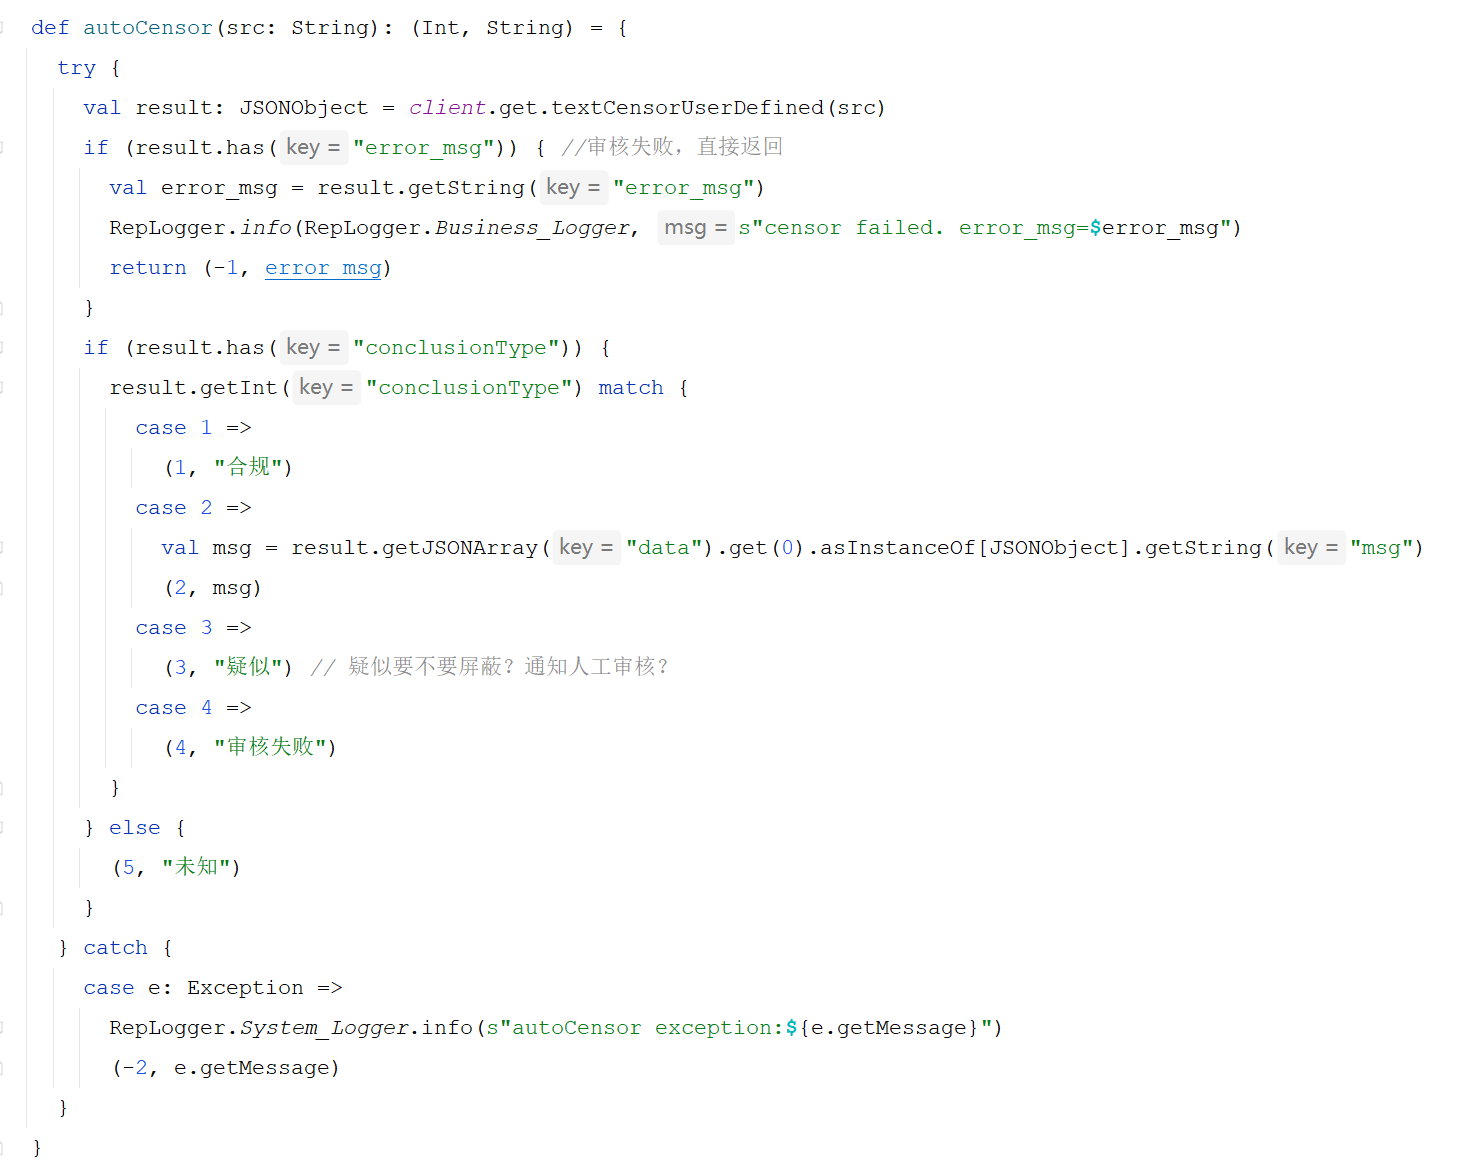 def autoCensor(src: String): (Int, String) = {
try {
val result: JSONObject = client.get.textCensorUserDefined(src)
if (result.has( key = "error_msg")) { //审核失败，直接返回
val error_msg = result.getString( key = "error_msg")
RepLogger.info(RepLogger.Business_Logger, msg = s"censor failed. error_msg=$error_msg")
return (-1, error_msg)
}
if (result.has( key = "conclusionType")) {
result.getInt( key = "conclusionType") match {
case 1 =>
(1, "合规")
case 2 =>
val msg = result.getJSONArray( key = "data").get(0).asInstanceOf[JSONObject].getString( key = "msg")
(2, msg)
case 3 =>
(3, "疑似") // 疑似要不要屏蔽？通知人工审核？
case 4 =>
(4, "审核失败")
}
} else {
(5, "未知")
}
} catch {
case e: Exception =>
RepLogger.System_Logger.info(s"autoCensor exception:${e.getMessage}")
(-2, e.getMessage)
}
}